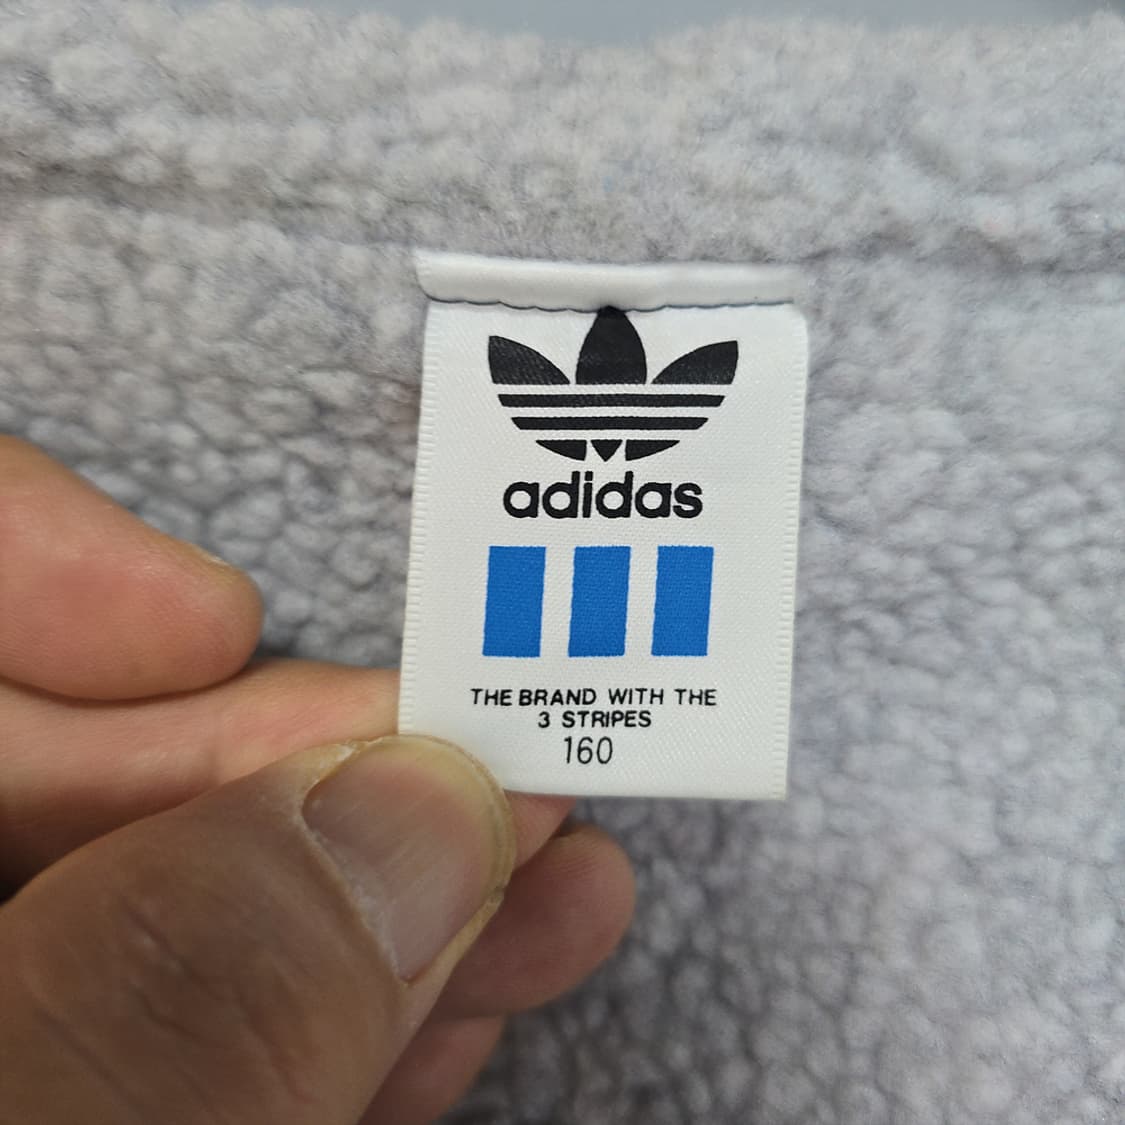 adidas
THE BRAND WITH THE
3 STRIPES
160